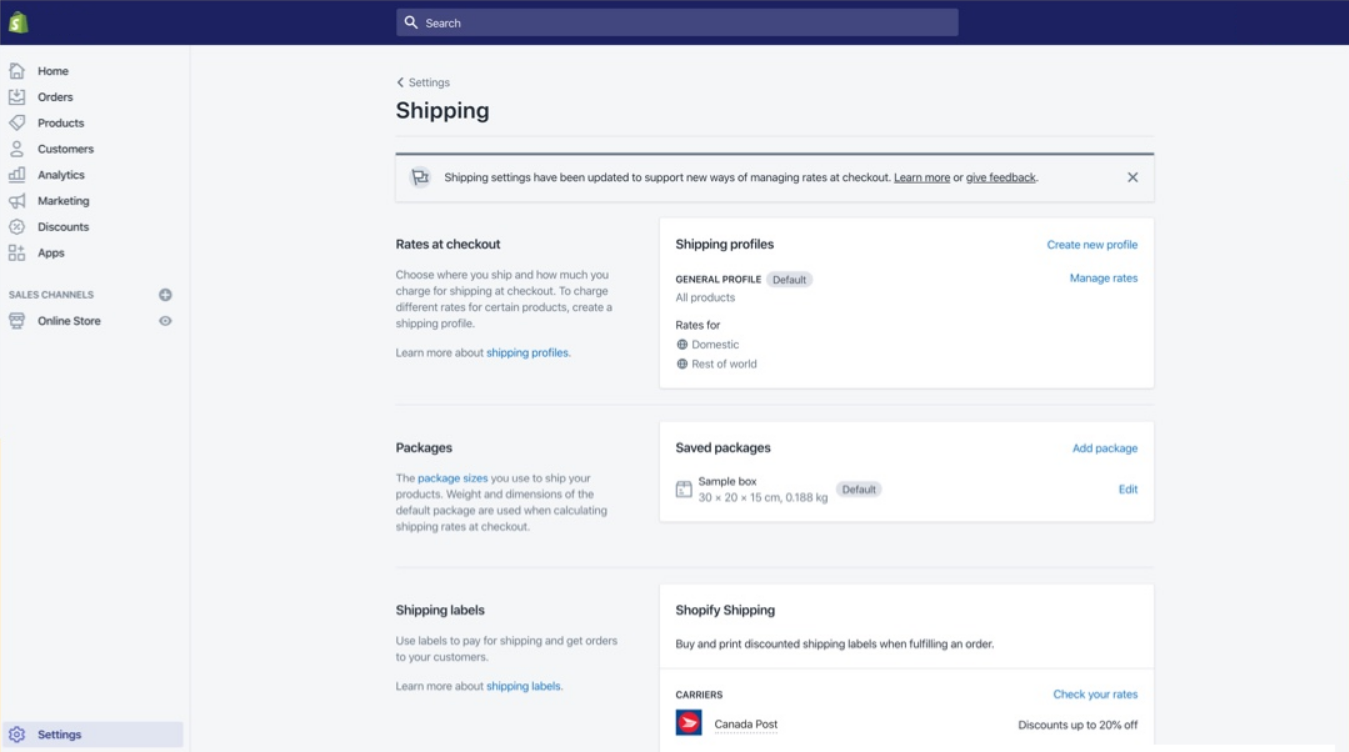 Search
Home
Orders
Products
Customers
Analytics
Marketing
Discounts
Apps
SALES CHANNELS
Online Store
Settings
Settings
Shipping
Shipping settings have been updated to support new ways of managing rates at checkout. Learn more or give feedback.
Rates at checkout
Choose where you ship and how much you
charge for shipping at checkout. To charge
different rates for certain products, create a
shipping profile.
Learn more about shipping profiles.
Shipping profiles
Create new profile
GENERAL PROFILE Default
Manage rates
All products
Rates for
Domestic
Rest of world
Packages
The package sizes you use to ship your
products. Weight and dimensions of the
default package are used when calculating
shipping rates at checkout.
Saved packages
Add package
Sample box
30 × 20 × 15 cm, 0.188 kg
Default
Edit
Shipping labels
Use labels to pay for shipping and get orders
to your customers.
Learn more about shipping labels.
Shopify Shipping
Buy and print discounted shipping labels when fulfilling an order.
CARRIERS
Check your rates
Canada Post
Discounts up to 20% off